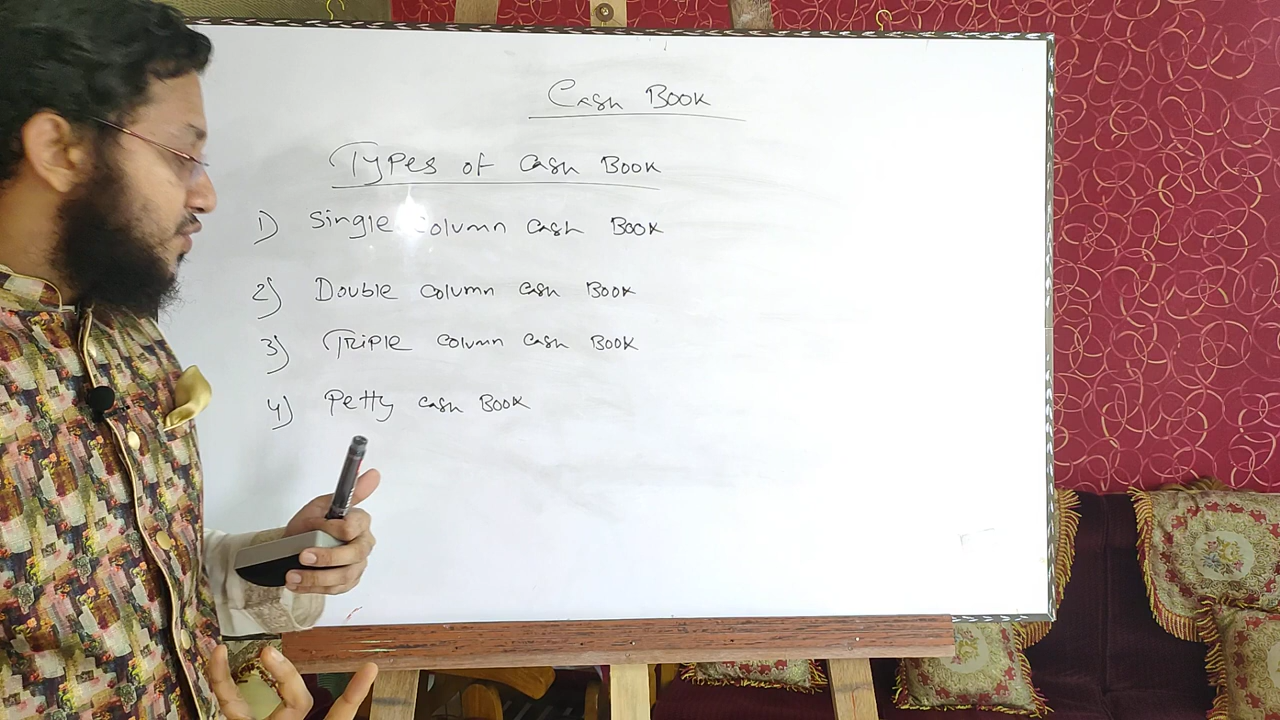 Cash Book
Types of Cash Book
1) Single Column Cash Book
2) Double Column Cash Book
3) Triple Column Cash Book
4) Petty Cash Book